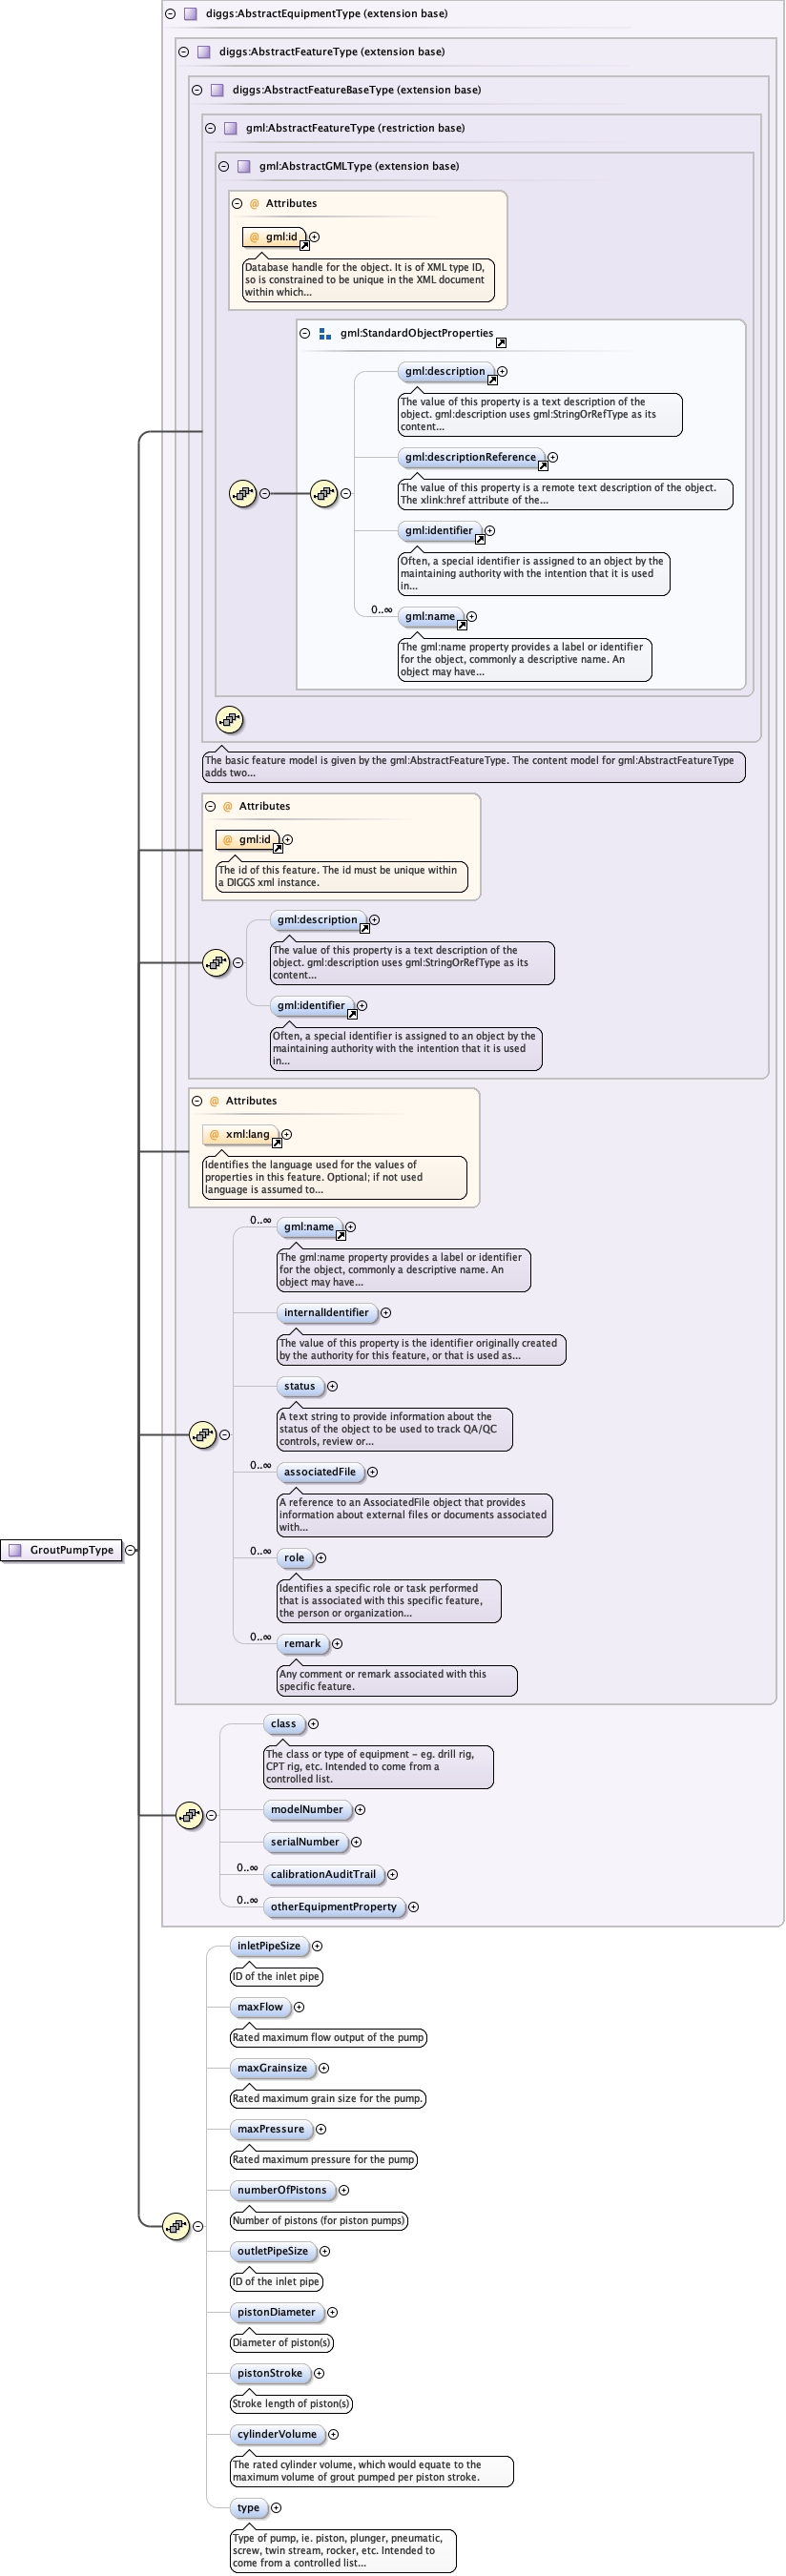 diggs:AbstractEquipmentType (extension base)
diggs:AbstractFeatureType (extension base)
diggs:AbstractFeatureBaseType (extension base)
gml:AbstractFeatureType (restriction base)
gml:AbstractGMLType (extension base)
@ Attributes
@ gml:id
Database handle for the object. It is of XML type ID,
so is constrained to be unique in the XML document
within which...
gml:StandardObjectProperties
gml:description
The value of this property is a text description of the
object. gml:description uses gml:StringOrRefType as its
content...
gml:descriptionReference
The value of this property is a remote text description of the object.
The xlink:href attribute of the...
gml:identifier
Often, a special identifier is assigned to an object by the
maintaining authority with the intention that it is used
in...
0..∞
gml:name
The gml:name property provides a label or identifier
for the object, commonly a descriptive name. An
object may have...
The basic feature model is given by the gml:AbstractFeatureType. The content model for gml:AbstractFeatureType
adds two...
@ Attributes
@ gml:id
The id of this feature. The id must be unique within
a DIGGS xml instance.
gml:description
The value of this property is a text description of the
object. gml:description uses gml:StringOrRefType as its
content...
gml:identifier
Often, a special identifier is assigned to an object by the
maintaining authority with the intention that it is used
in...
@ Attributes
@ xml:lang
Identifies the language used for the values of
properties in this feature. Optional; if not used
language is assumed to...
0..∞
gml:name
The gml:name property provides a label or identifier
for the object, commonly a descriptive name. An
object may have...
internalIdentifier
The value of this property is the identifier originally created
by the authority for this feature, or that is used as...
status
A text string to provide information about the
status of the object to be used to track QA/QC
controls, review or...
0..∞
associatedFile
A reference to an AssociatedFile object that provides
information about external files or documents associated
with...
GroutPumpType
0..∞
role
Identifies a specific role or task performed
that is associated with this specific feature,
the person or organization...
0..∞
remark
Any comment or remark associated with this
specific feature.
class
The class or type of equipment - eg. drill rig,
CPT rig, etc. Intended to come from a
controlled list.
modelNumber
serialNumber
0..∞
calibrationAuditTrail
0..∞
otherEquipmentProperty
inletPipeSize
ID of the inlet pipe
maxFlow
Rated maximum flow output of the pump
maxGrainsize
Rated maximum grain size for the pump.
maxPressure
Rated maximum pressure for the pump
numberOfPistons
Number of pistons (for piston pumps)
outletPipeSize
ID of the inlet pipe
pistonDiameter
Diameter of piston(s)
pistonStroke
Stroke length of piston(s)
cylinderVolume
The rated cylinder volume, which would equate to the
maximum volume of grout pumped per piston stroke.
type
Type of pump, ie. piston, plunger, pneumatic,
screw, twin stream, rocker, etc. Intended to
come from a controlled list...